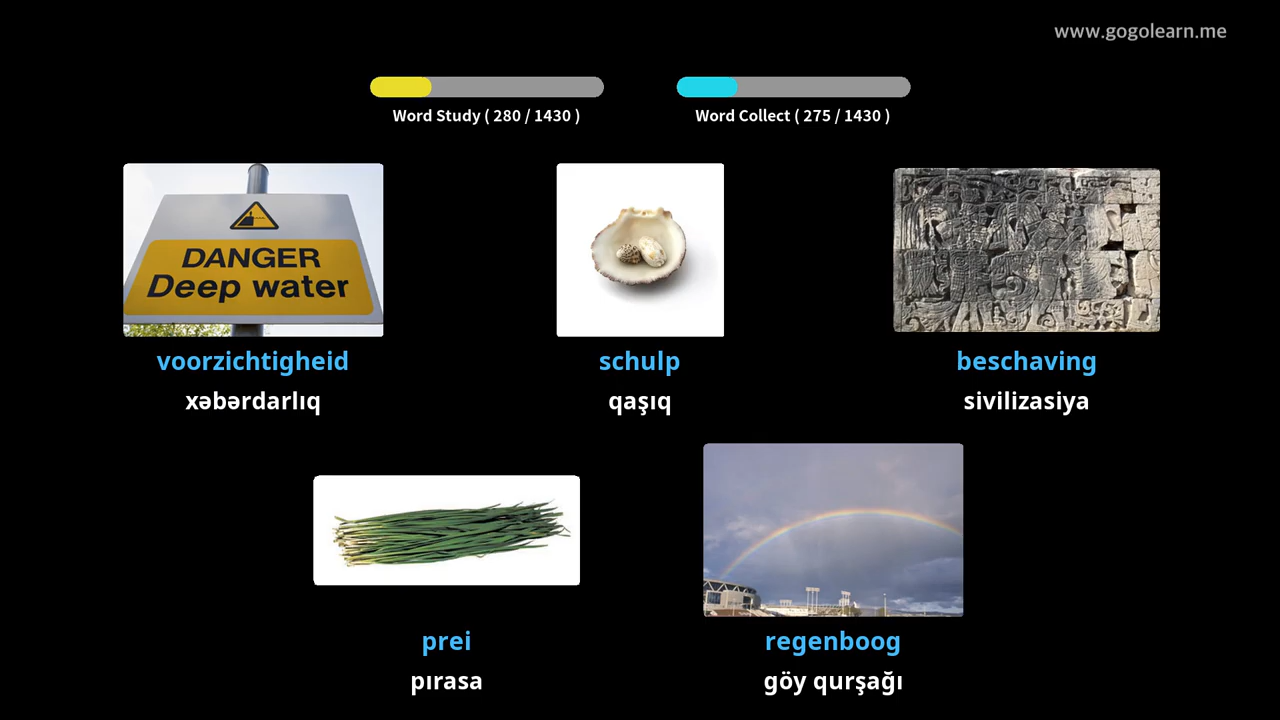 www.gogolearn.me
Word Study ( 280 / 1430 )
Word Collect ( 275 / 1430 )
DANGER
Deep water
voorzichtigheid
xəbərdarlıq
schulp
qaşıq
beschaving
sivilizasiya
prei
pırasa
regenboog
göy qurşağı